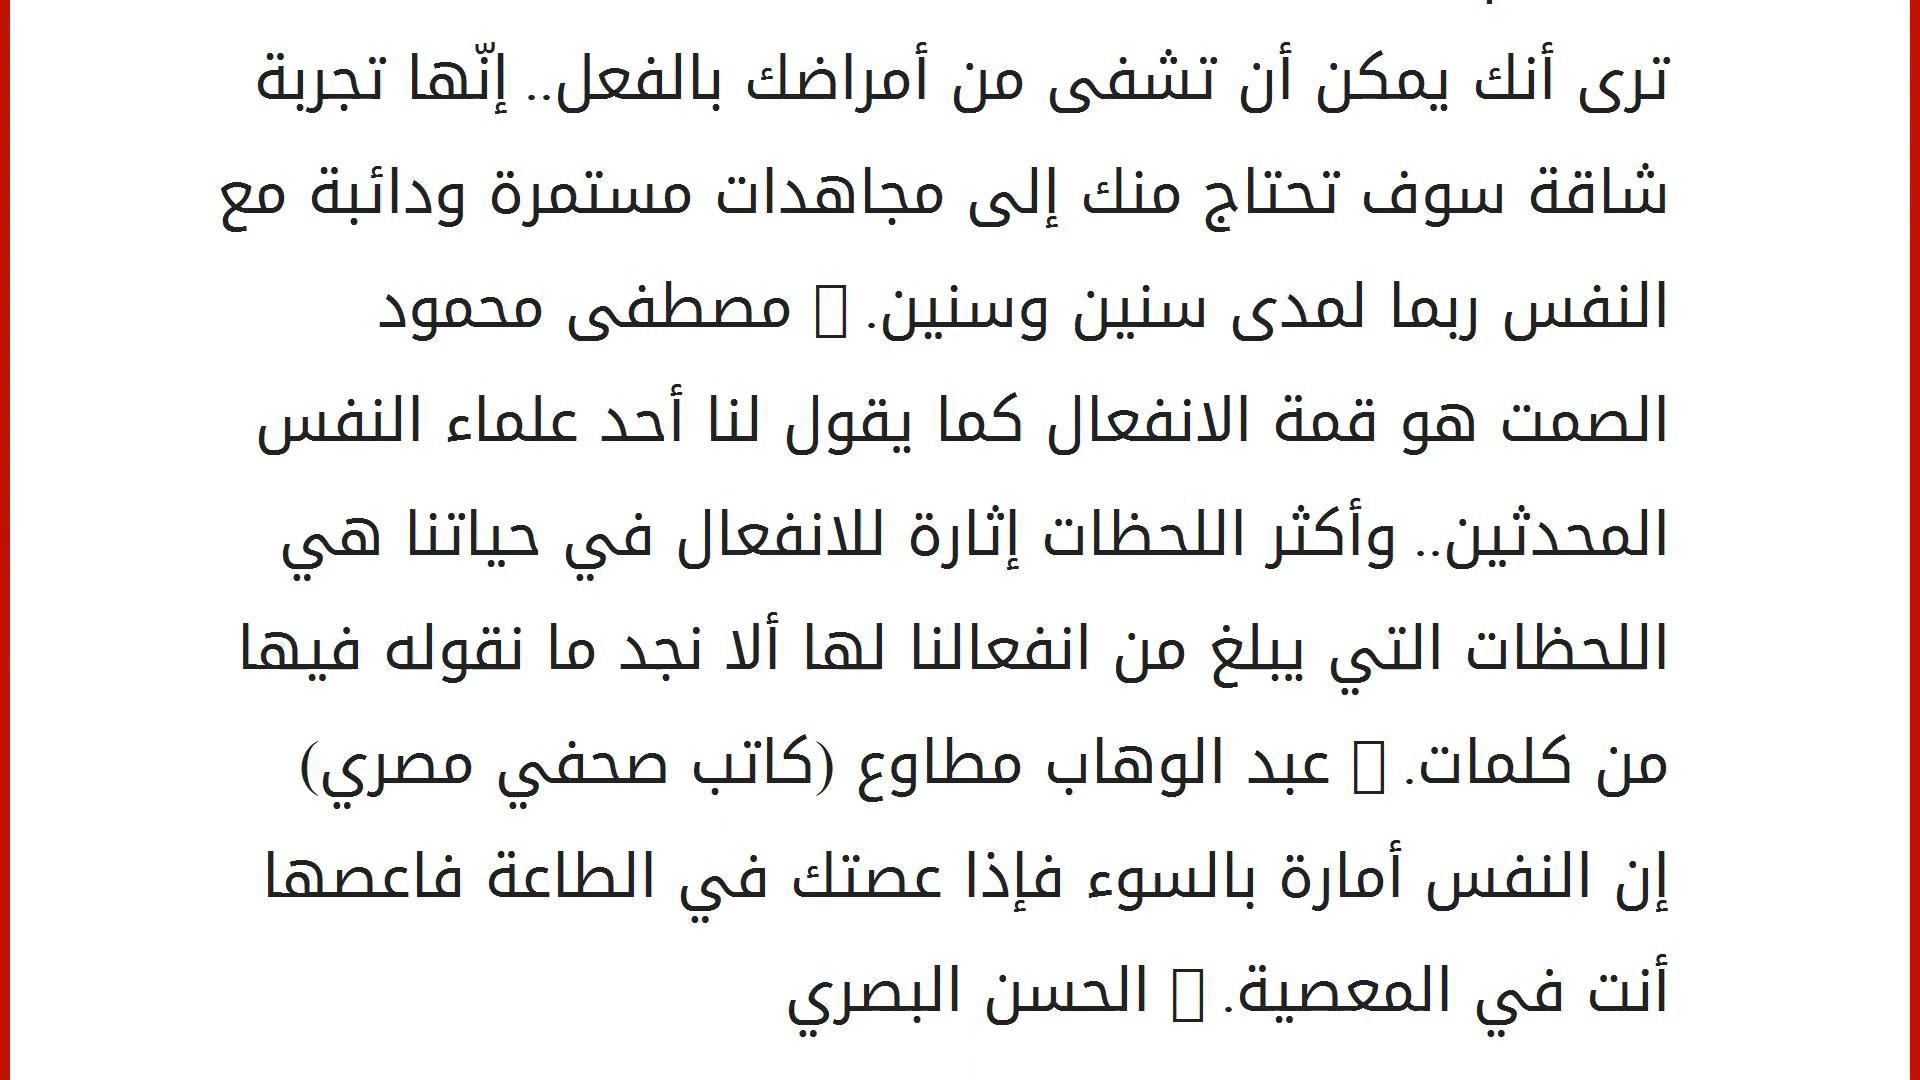 ترى أنك يمكن أن تشفى من أمراضك بالفعل.. إنّها تجربة
شاقة سوف تحتاج منك إلى مجاهدات مستمرة ودائبة مع
النفس ربما لمدى سنين وسنين. مصطفى محمود
الصمت هو قمة الانفعال كما يقول لنا أحد علماء النفس
المحدثين.. وأكثر اللحظات إثارة للانفعال في حياتنا هي
اللحظات التي يبلغ من انفعالنا لها ألا نجد ما نقوله فيها
من كلمات. عبد الوهاب مطاوع (كاتب صحفي مصري)
إن النفس أمارة بالسوء فإذا عصتك في الطاعة فاعصها
أنت في المعصية. الحسن البصري